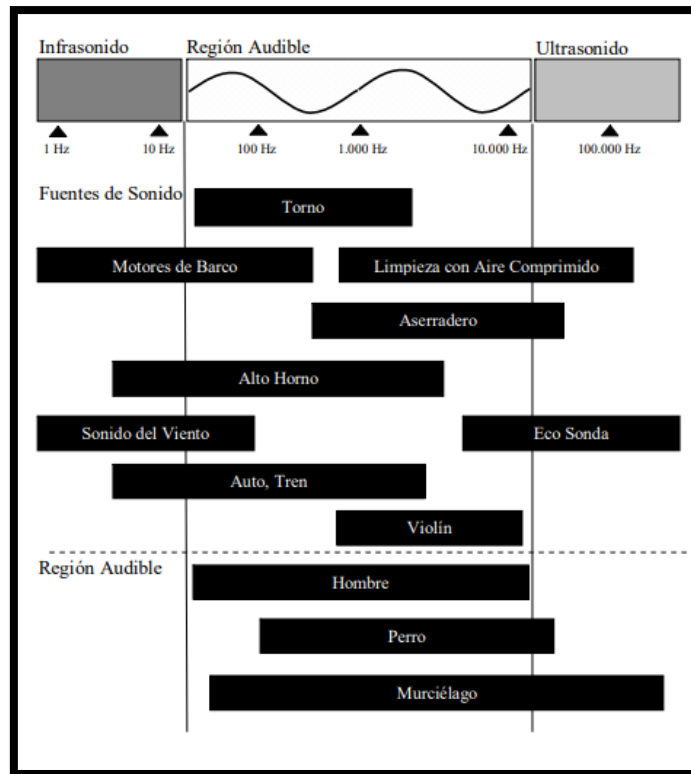 Infrasonido
Región Audible
Ultrasonido
1 Hz
10 Hz
100 Hz
1.000 Hz
10.000 Hz
100.000 Hz
Fuentes de Sonido
Torno
Motores de Barco
Limpieza con Aire Comprimido
Aserradero
Alto Horno
Sonido del Viento
Eco Sonda
Auto, Tren
Violín
Región Audible
Hombre
Perro
Murciélago